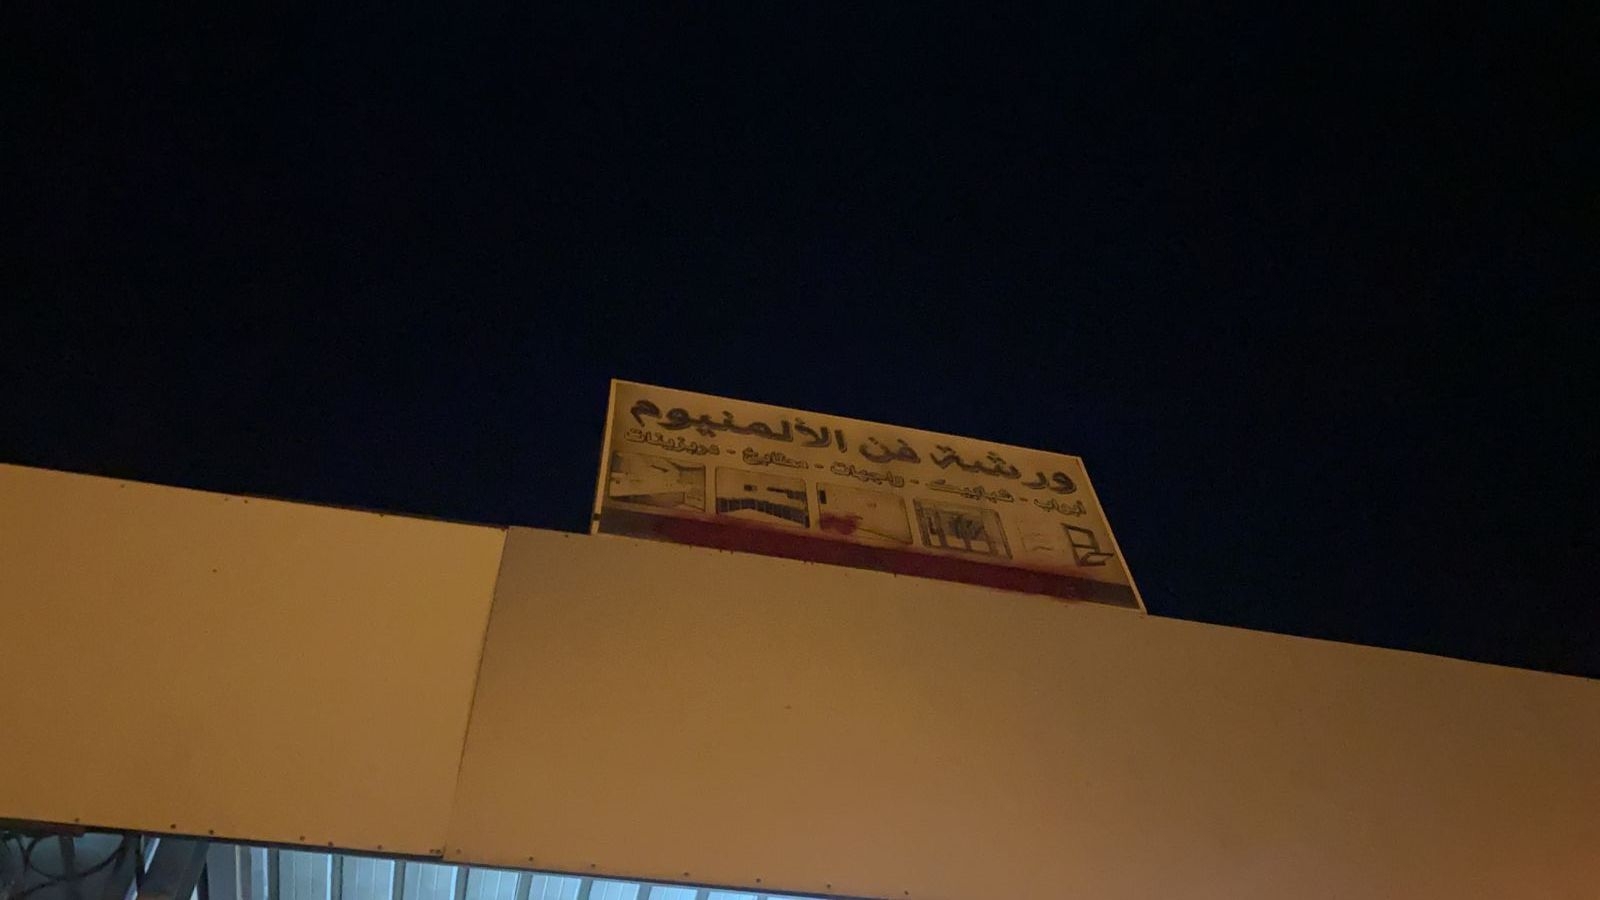 ورشة فن الألمنيوم
أبواب - شبابيك - واجهات - مطابخ - دربزينات